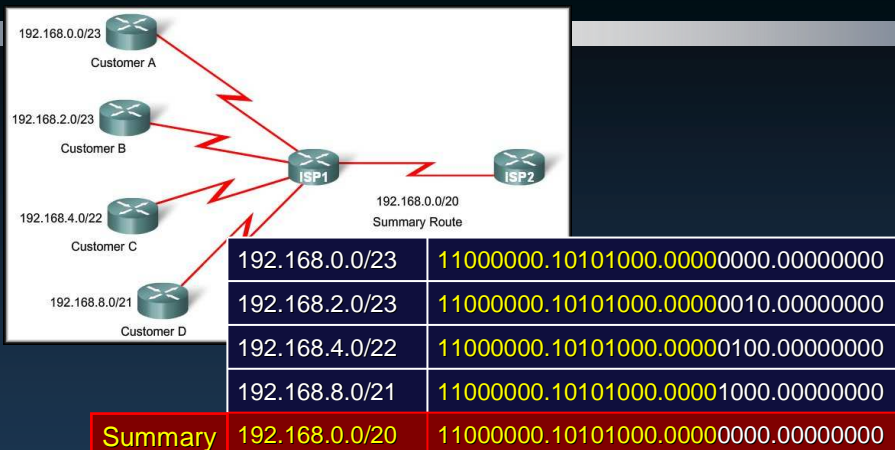 192.168.0.0/23
Customer A
192.168.2.0/23
Customer B
ISP1
ISP2
192.168.0.0/20
Summary Route
192.168.4.0/22
Customer C
192.168.8.0/21
Customer D
192.168.0.0/23 11000000.10101000.00000000.00000000
192.168.2.0/23 11000000.10101000.00000010.00000000
192.168.4.0/22 11000000.10101000.00000100.00000000
192.168.8.0/21 11000000.10101000.00001000.00000000
Summary 192.168.0.0/20 11000000.10101000.00000000.00000000